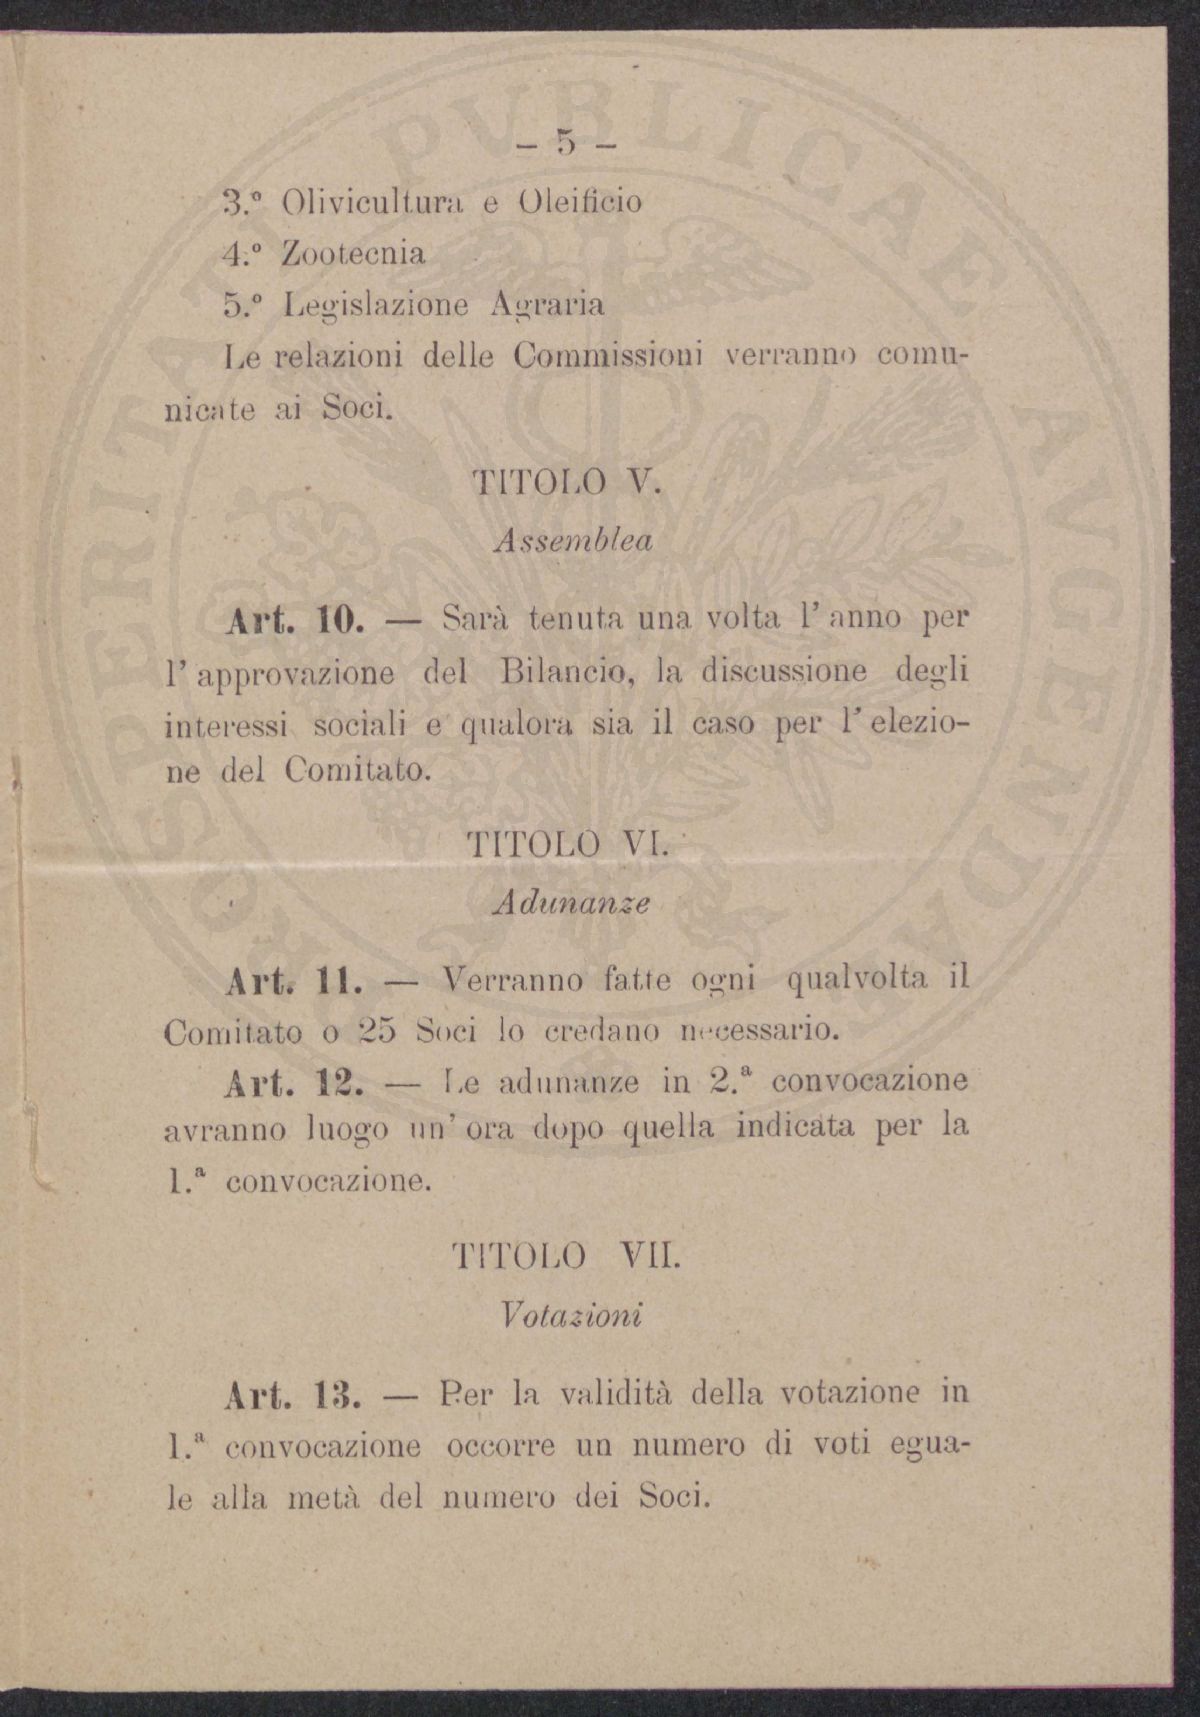 — 5 —
3.º Olivicultura e Oleificio
4.º Zootecnia
5.º Legislazione Agraria
Le relazioni delle Commissioni verranno comu-
nicate ai Soci.
TITOLO V.
Assemblea
Art. 10. — Sarà tenuta una volta l' anno per
l' approvazione del Bilancio, la discussione degli
interessi sociali e qualora sia il caso per l' elezio-
ne del Comitato.
TITOLO VI.
Adunanze
Art. 11. — Verranno fatte ogni qualvolta il
Comitato o 25 Soci lo credano necessario.
Art. 12. — Le adunanze in 2.ª convocazione
avranno luogo un' ora dopo quella indicata per la
1.ª convocazione.
TITOLO VII.
Votazioni
Art. 13. — Per la validità della votazione in
1.ª convocazione occorre un numero di voti egua-
le alla metà del numero dei Soci.
PROSPERITATI PVBLICAE AVGENDAE